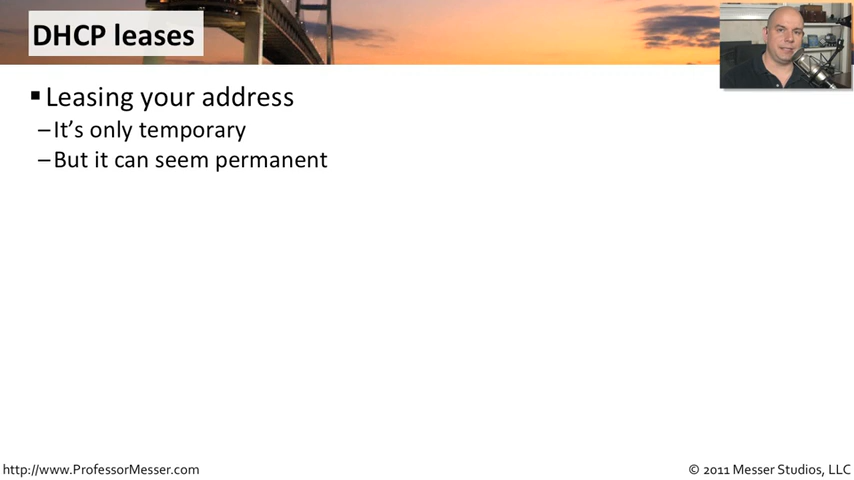 DHCP leases
▪ Leasing your address
–It's only temporary
–But it can seem permanent
http://www.ProfessorMesser.com
© 2011 Messer Studios, LLC